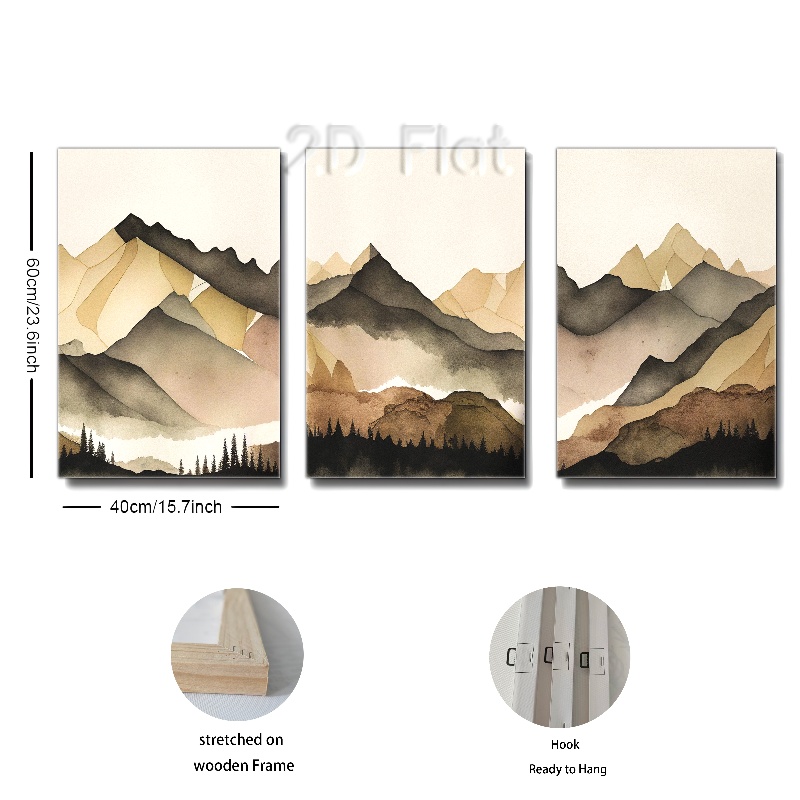 2D Flat
60cm/23.6inch
40cm/15.7inch
stretched on
wooden Frame
Hook
Ready to Hang